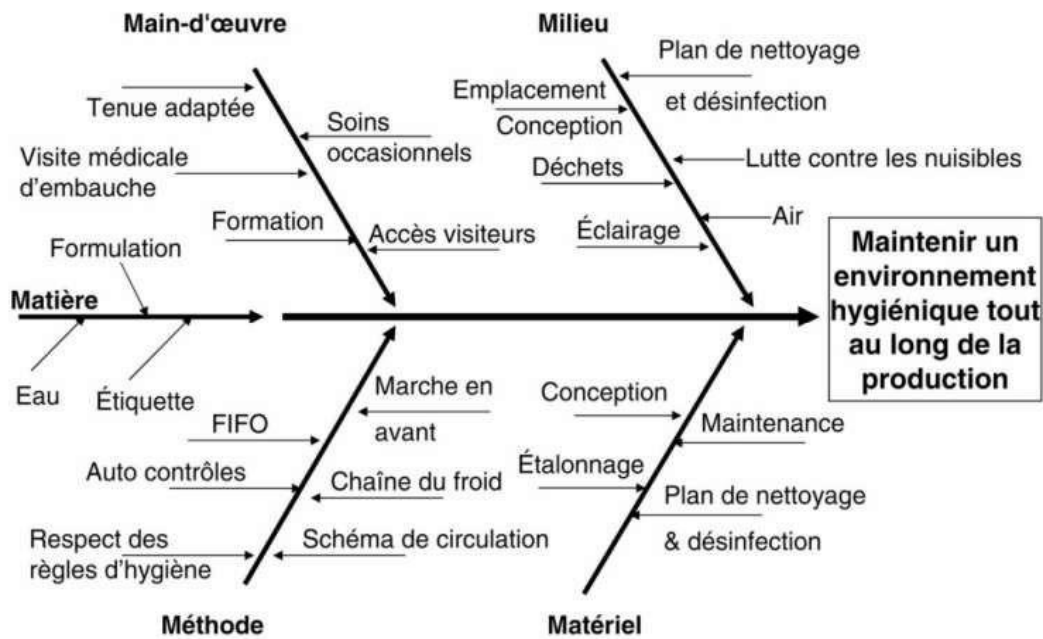 Main-d'œuvre
Milieu
Tenue adaptée
Soins
occasionnels
Visite médicale
d'embauche
Formation
Accès visiteurs
Plan de nettoyage
et désinfection
Emplacement
Conception
Lutte contre les nuisibles
Déchets
Air
Éclairage
Formulation
Matière
Eau
Étiquette
Maintenir un
environnement
hygiénique tout
au long de la
production
Marche en
avant
FIFO
Auto contrôles
Chaîne du froid
Respect des
règles d'hygiène
Schéma de circulation
Conception
Maintenance
Étalonnage
Plan de nettoyage
& désinfection
Méthode
Matériel